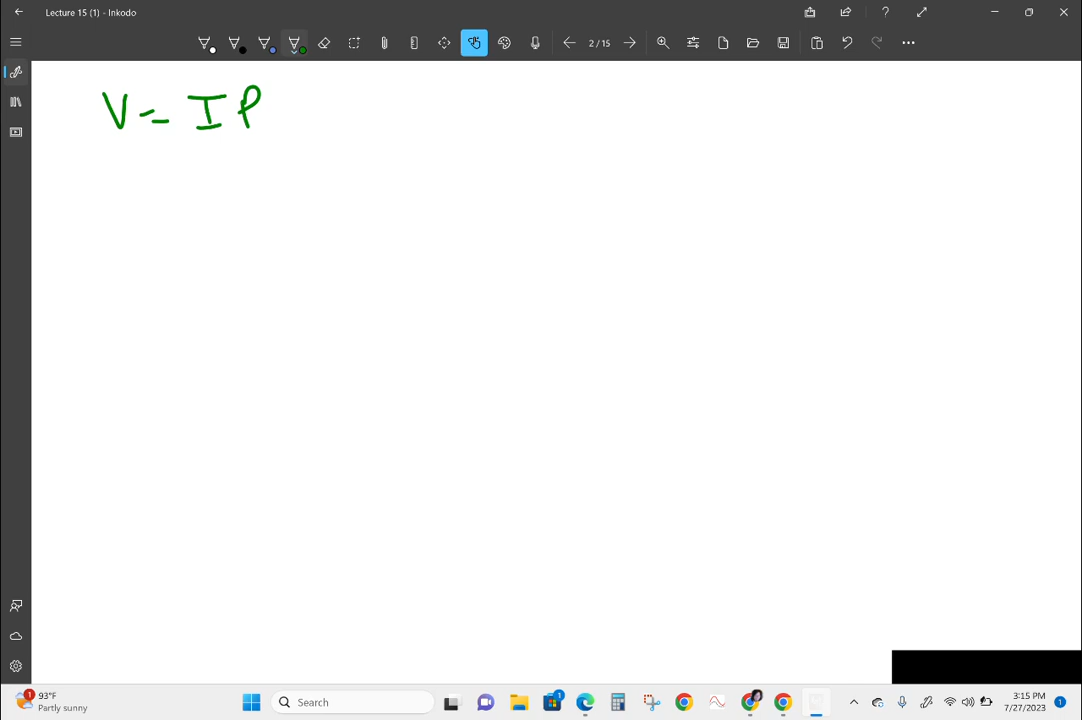 Lecture 15 (1) - Inkodo
2 / 15
V = I P
93°F
Partly sunny
Search
3:15 PM
7/27/2023